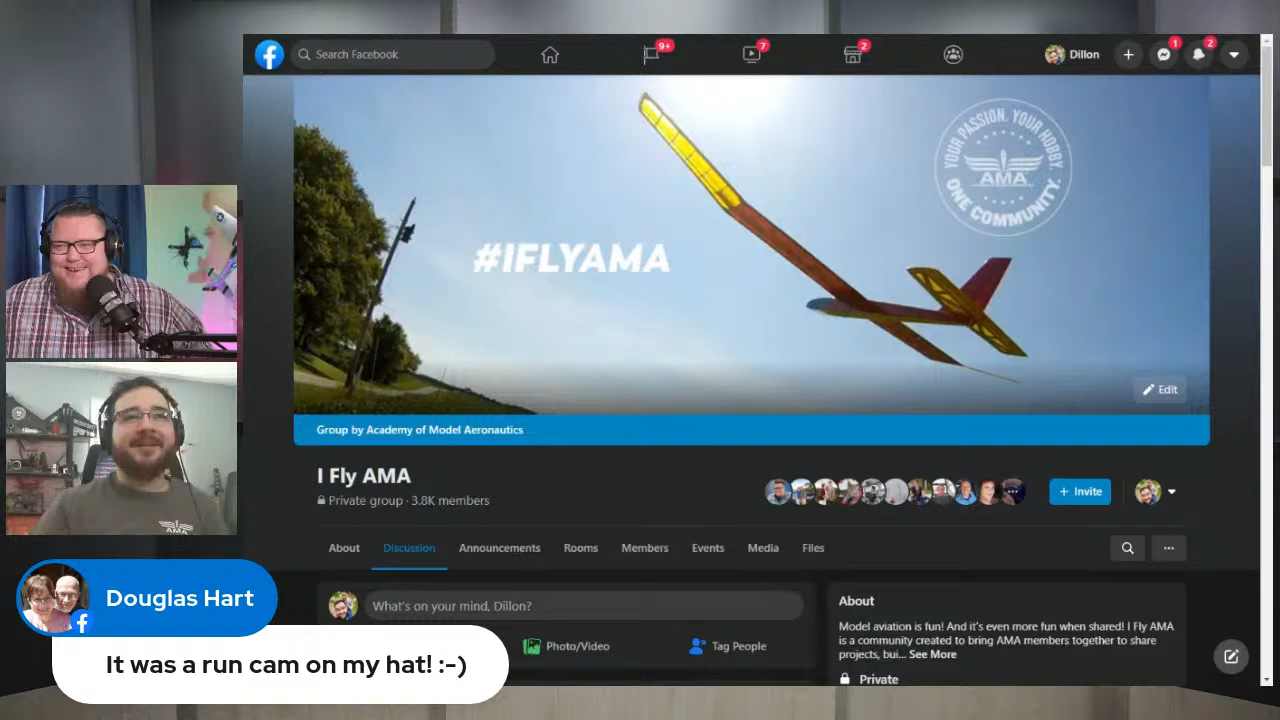 Search Facebook
9+
7
2
Dillon
1
2
YOUR PASSION. YOUR HOBBY.
AMA
ONE COMMUNITY.
#IFLYAMA
Edit
Group by Academy of Model Aeronautics
I Fly AMA
Private group · 3.8K members
+ Invite
About
Discussion
Announcements
Rooms
Members
Events
Media
Files
What's on your mind, Dillon?
Photo/Video
Tag People
About
Model aviation is fun! And it's even more fun when shared! I Fly AMA
is a community created to bring AMA members together to share
projects, bui... See More
Private
AMA
Douglas Hart
It was a run cam on my hat! :-)